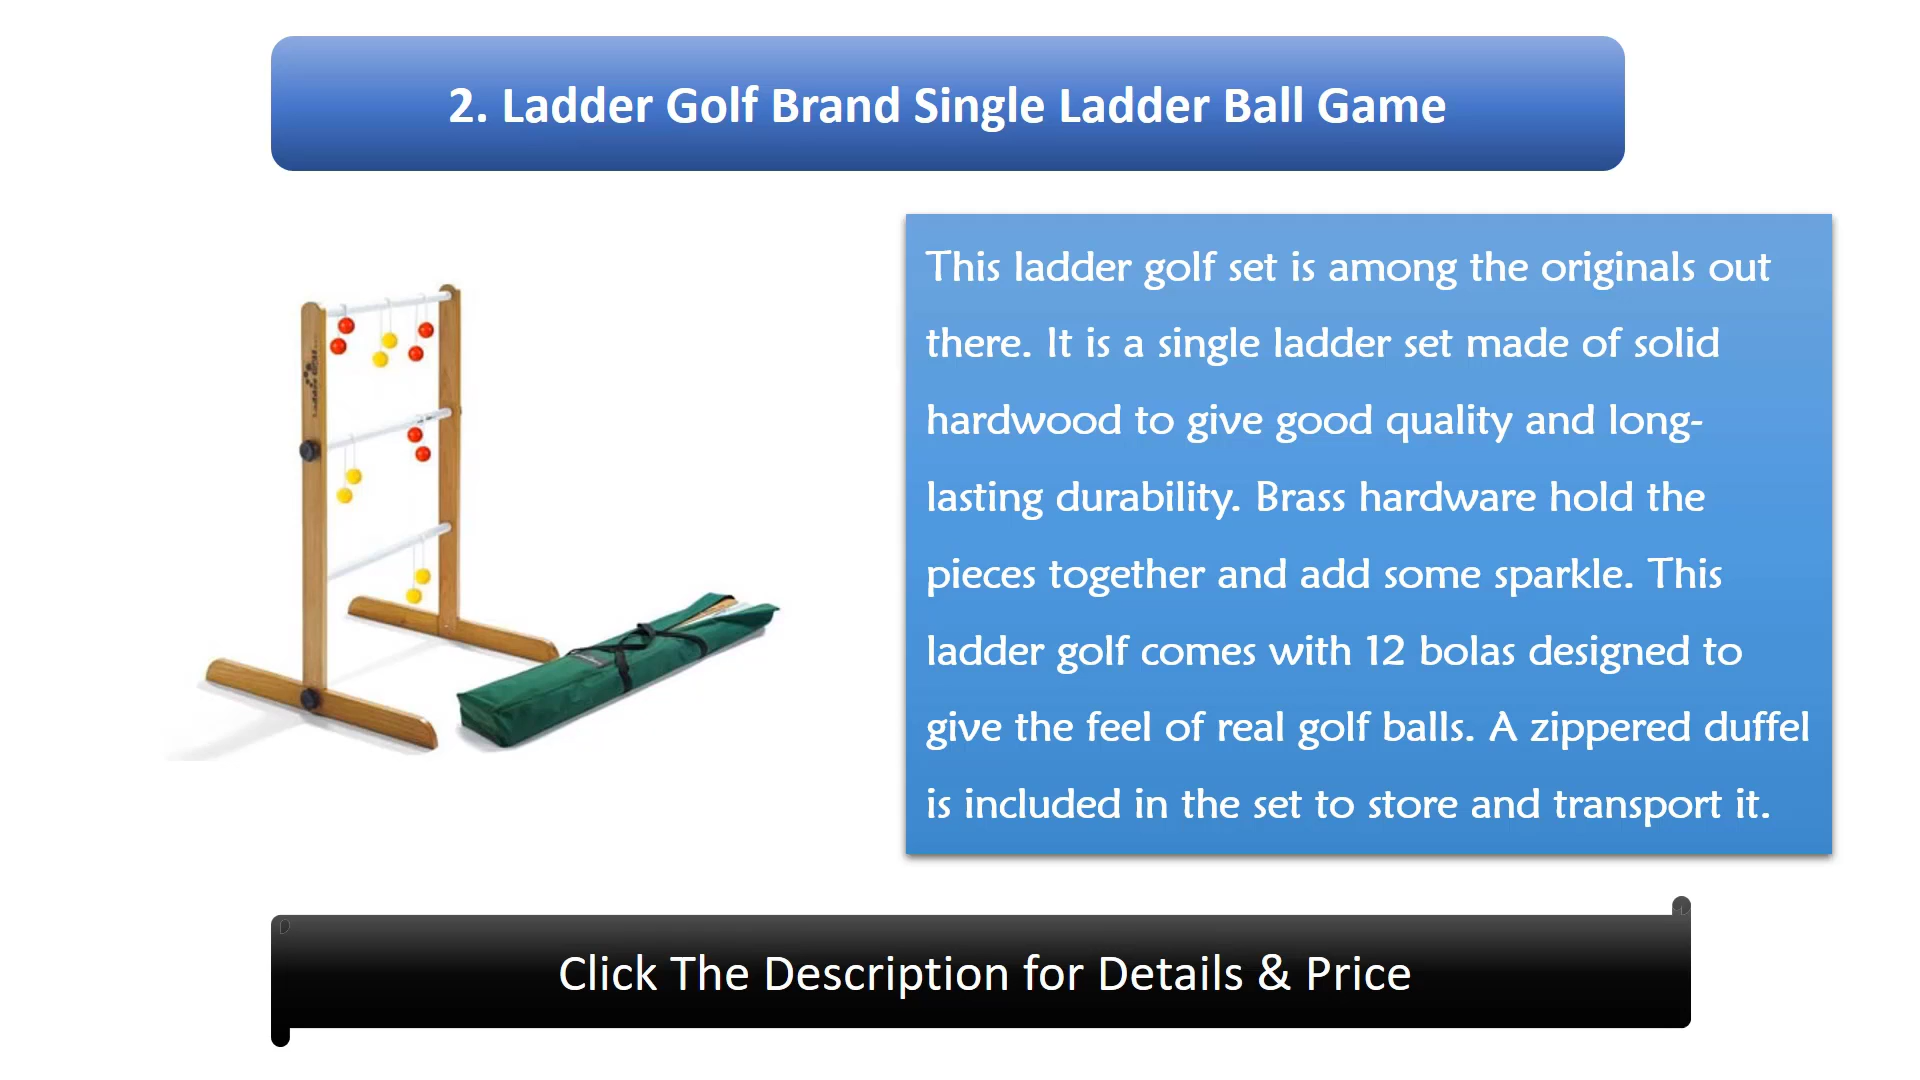 2. Ladder Golf Brand Single Ladder Ball Game
This ladder golf set is among the originals out
there. It is a single ladder set made of solid
hardwood to give good quality and long-
lasting durability. Brass hardware hold the
pieces together and add some sparkle. This
ladder golf comes with 12 bolas designed to
give the feel of real golf balls. A zippered duffel
is included in the set to store and transport it.
Click The Description for Details & Price